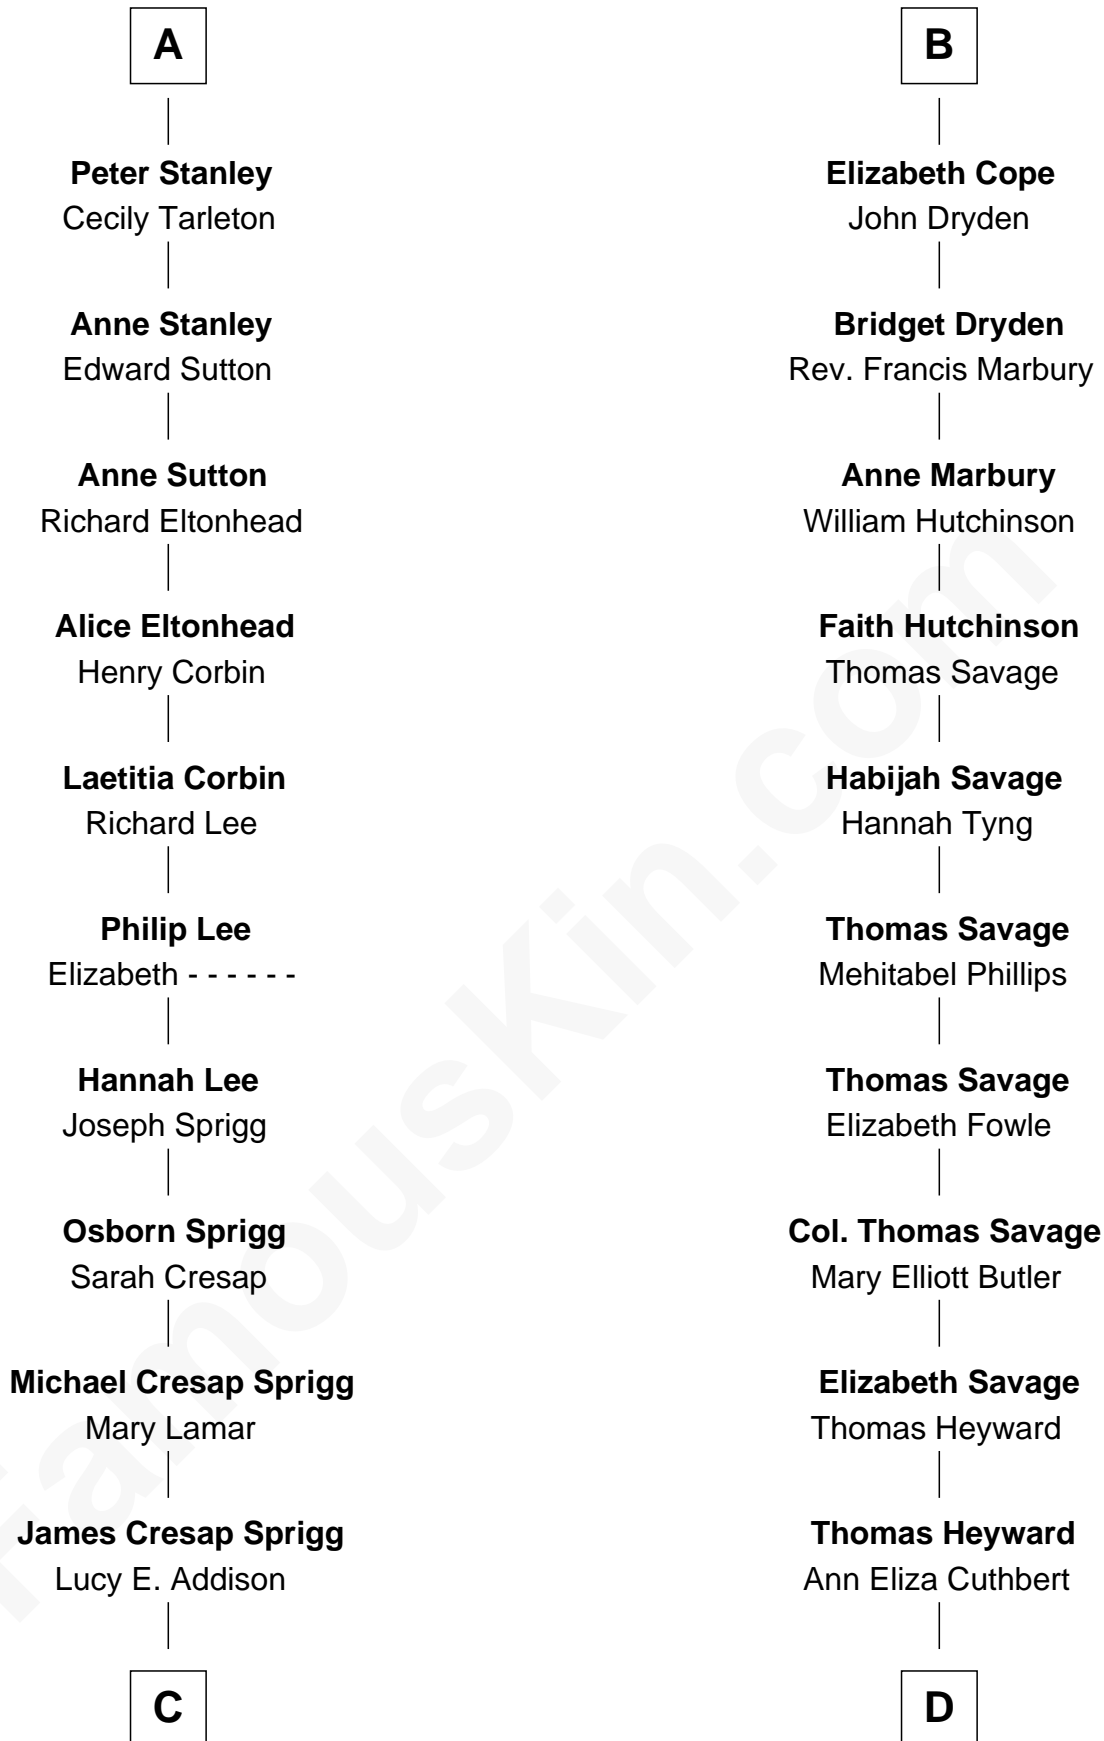 A
Peter Stanley
Cecily Tarleton
Anne Stanley
Edward Sutton
Anne Sutton
Richard Eltonhead
Alice Eltonhead
Henry Corbin
Laetitia Corbin
Richard Lee
Philip Lee
Elizabeth - - - - - -
Hannah Lee
Joseph Sprigg
Osborn Sprigg
Sarah Cresap
Michael Cresap Sprigg
Mary Lamar
James Cresap Sprigg
Lucy E. Addison
C
B
Elizabeth Cope
John Dryden
Bridget Dryden
Rev. Francis Marbury
Anne Marbury
William Hutchinson
Faith Hutchinson
Thomas Savage
Habijah Savage
Hannah Tyng
Thomas Savage
Mehitabel Phillips
Thomas Savage
Elizabeth Fowle
Col. Thomas Savage
Mary Elliott Butler
Elizabeth Savage
Thomas Heyward
Thomas Heyward
Ann Eliza Cuthbert
D
FamousKin.com